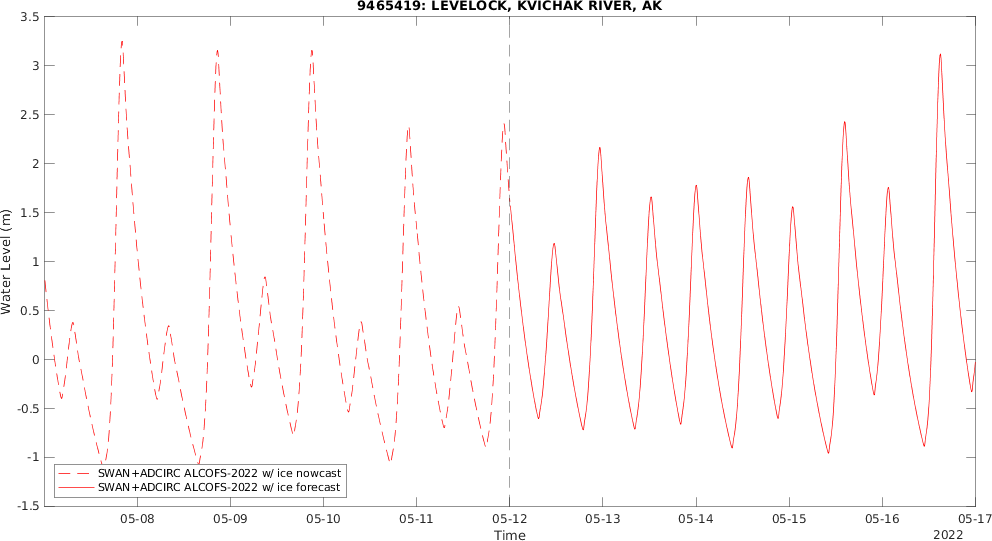 9465419: LEVELOCK, KVICHAK RIVER, AK
3.5
3
2.5
2
1.5
1
0.5
0
-0.5
-1
-1.5
Water Level (m)
SWAN+ADCIRC ALCOFS-2022 w/ ice nowcast
SWAN+ADCIRC ALCOFS-2022 w/ ice forecast
05-08 05-09 05-10 05-11 05-12 05-13 05-14 05-15 05-16 05-17
Time
2022